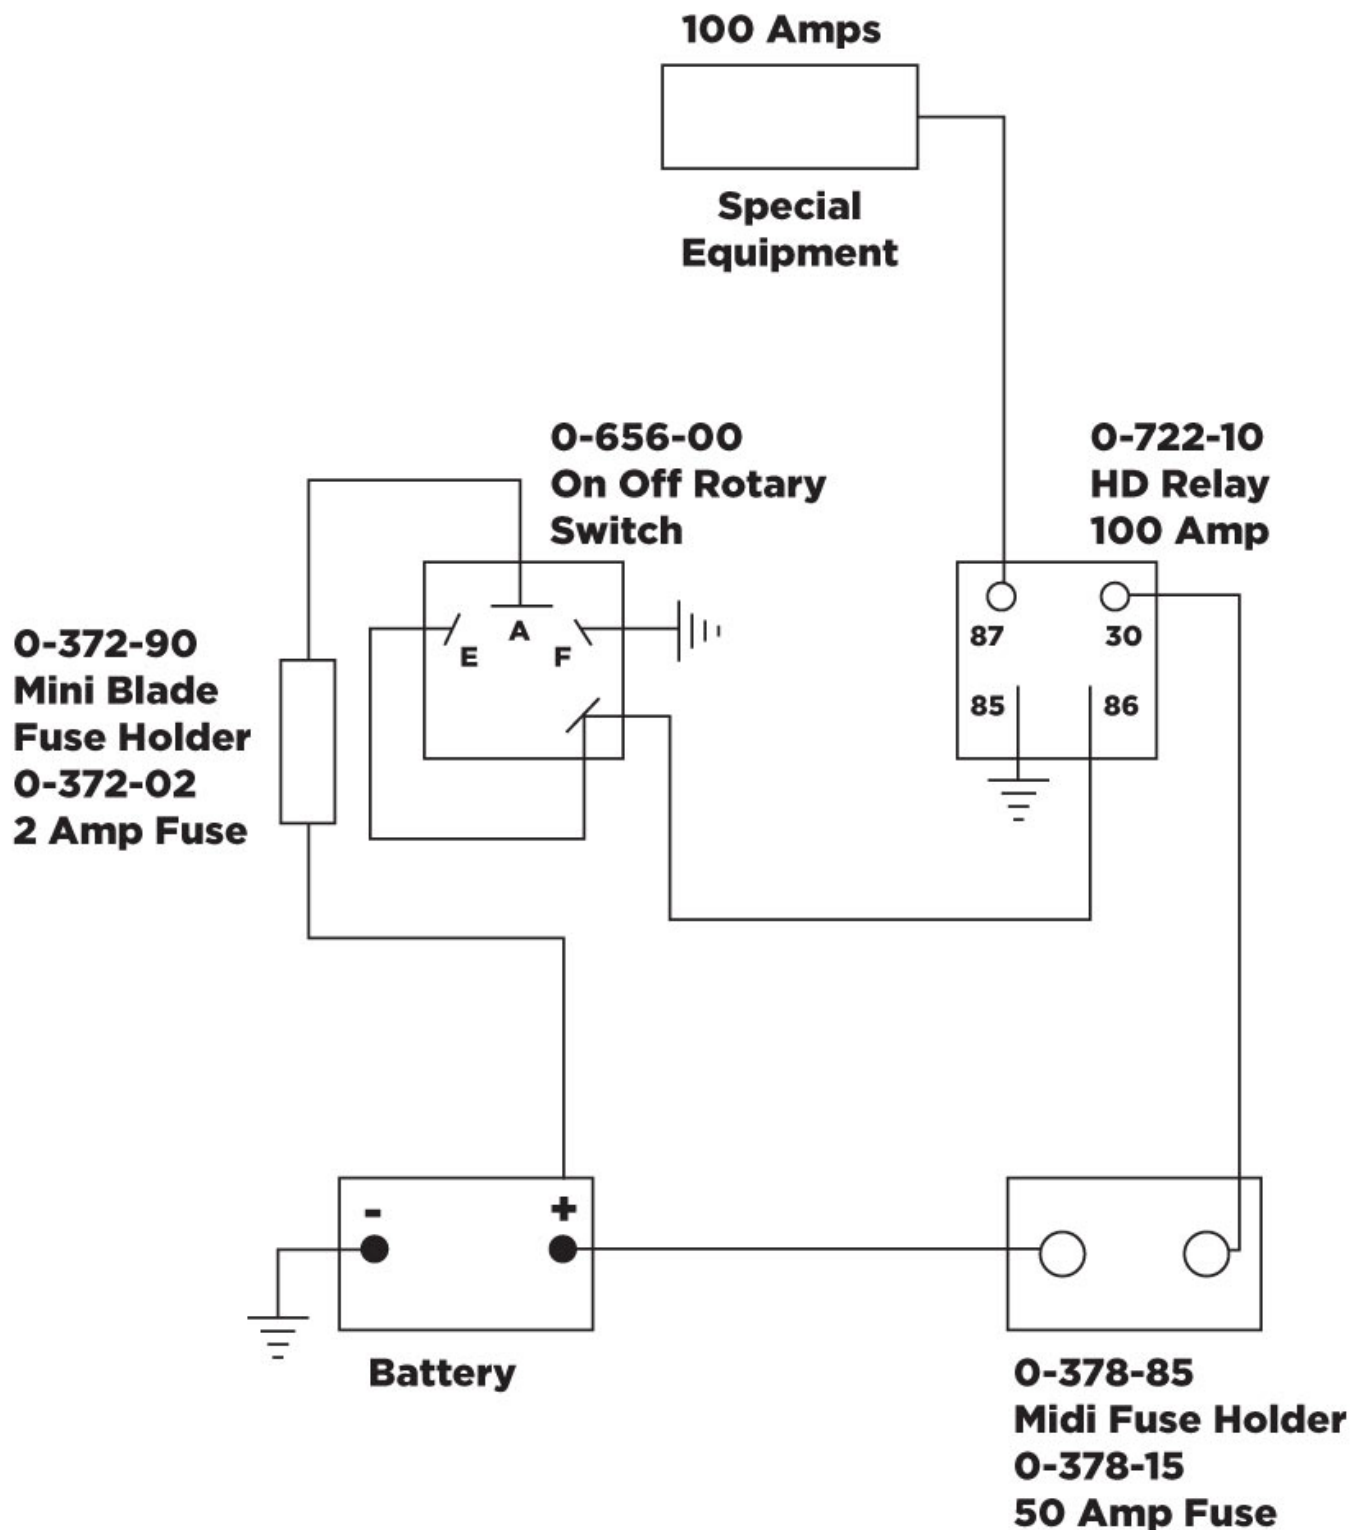 100 Amps
Special
Equipment
0-656-00
On Off Rotary
Switch
0-722-10
HD Relay
100 Amp
A
E
F
87
30
85
86
0-372-90
Mini Blade
Fuse Holder
0-372-02
2 Amp Fuse
-
+
Battery
0-378-85
Midi Fuse Holder
0-378-15
50 Amp Fuse